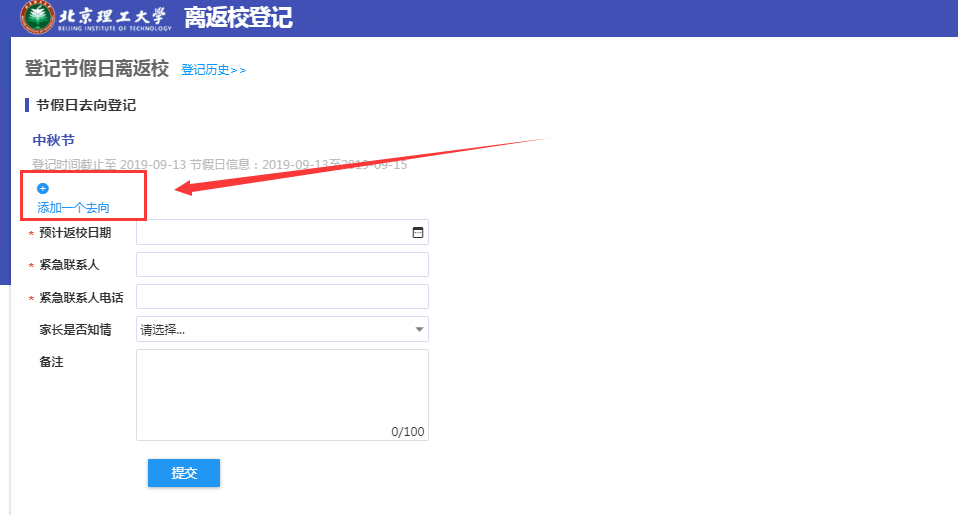 北京理工大学 离返校登记
BEIJING INSTITUTE OF TECHNOLOGY
登记节假日离返校 登记历史>>
节假日去向登记
中秋节
登记时间截止至 2019-09-13 节假日信息：2019-09-13至2019-09-15
添加一个去向
* 预计返校日期
* 紧急联系人
* 紧急联系人电话
家长是否知情 请选择...
备注
0/100
提交